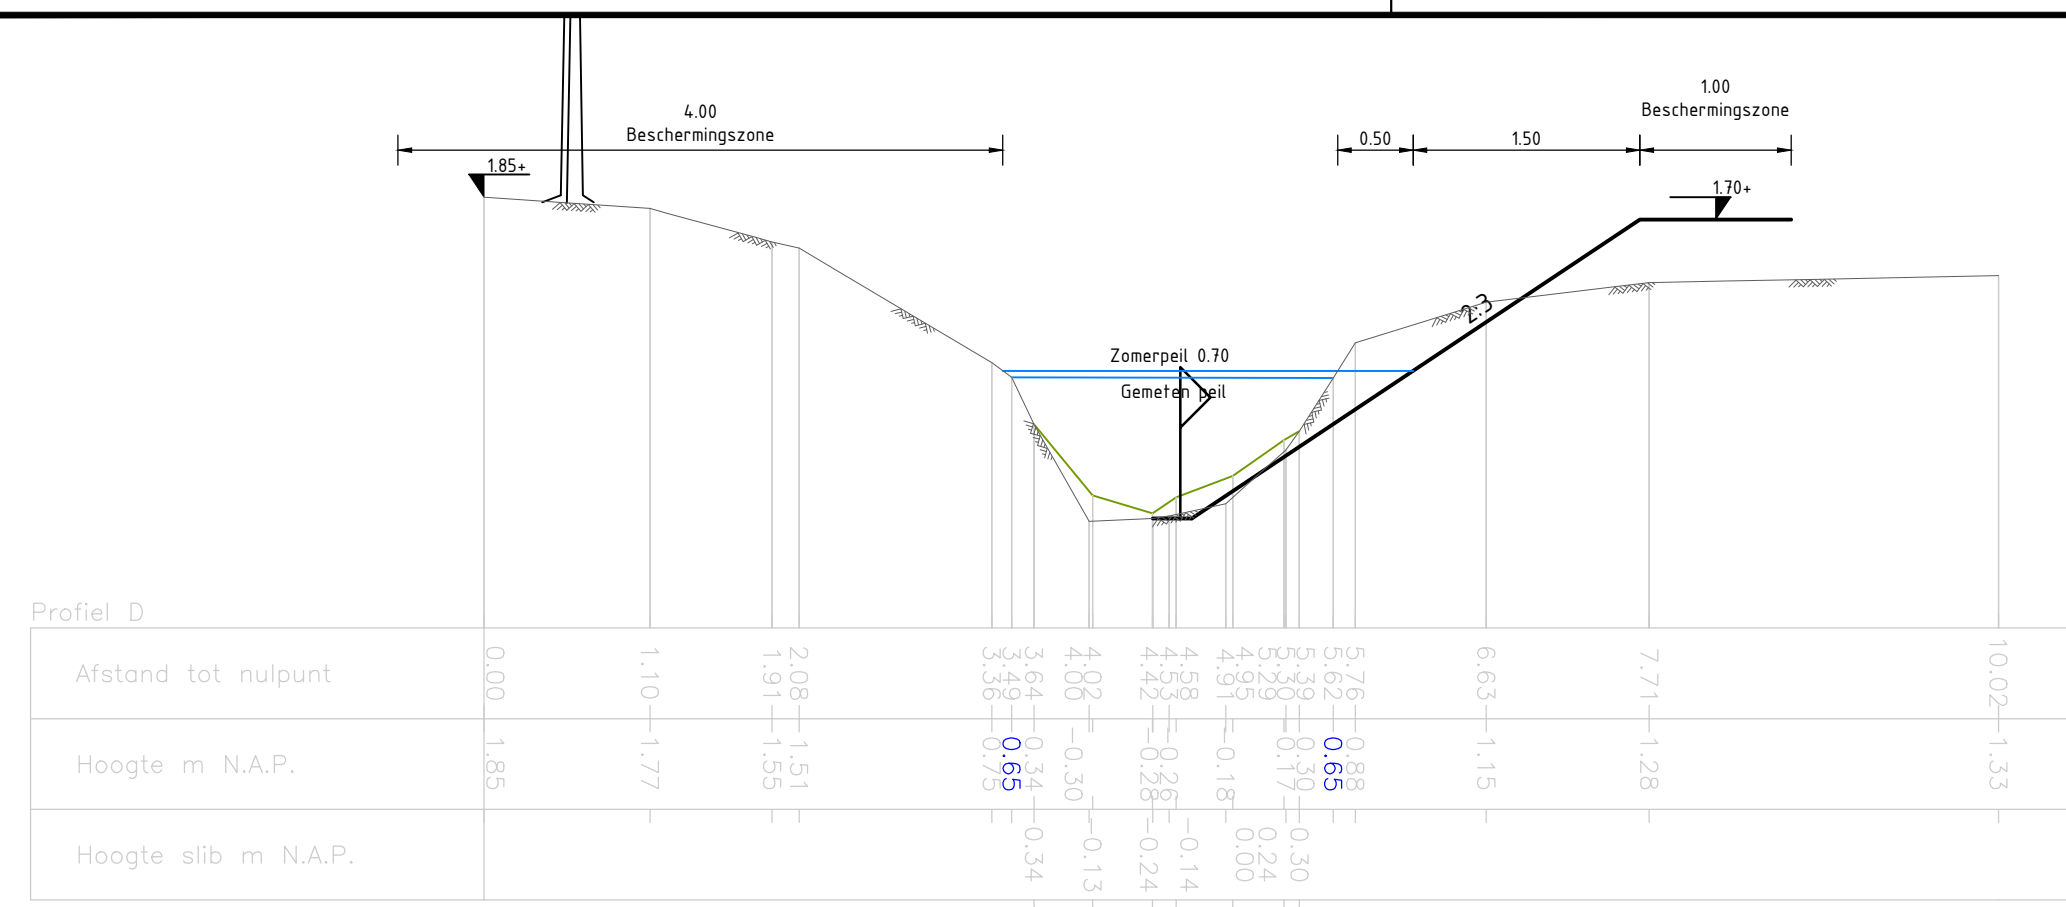 1.00
4.00
Beschermingszone
Beschermingszone
0.50
1.50
1.85+
1.70+
2:3
Zomerpeil 0.70
Gemeten peil
Profiel D
Afstand tot nulpunt
0.00 1.10 1.91 2.08 3.36 3.49 3.64 4.00 4.02 4.42 4.53 4.58 4.91 4.95 5.29 5.30 5.39 5.62 5.76 6.63 7.71 10.02
Hoogte m N.A.P.
1.85 1.77 1.55 1.51 0.75 0.65 0.34 -0.30 -0.28 -0.26 -0.18 0.17 0.30 0.65 0.88 1.15 1.28 1.33
Hoogte slib m N.A.P.
0.34 -0.13 -0.24 -0.14 0.00 0.24 0.30